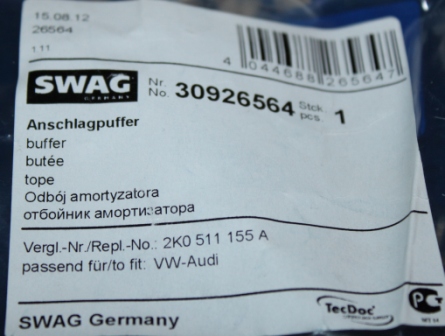 15.08.12
26564
1 11
4 044688 265647
SWAG
GERMANY
Nr.
No. 30926564 Stck. pcs. 1
Anschlagpuffer
buffer
butée
tope
Odbój amortyzatora
отбойник амортизатора
Vergl.-Nr./Repl.-No.: 2K0 511 155 A
passend für/to fit: VW-Audi
SWAG Germany
TecDoc